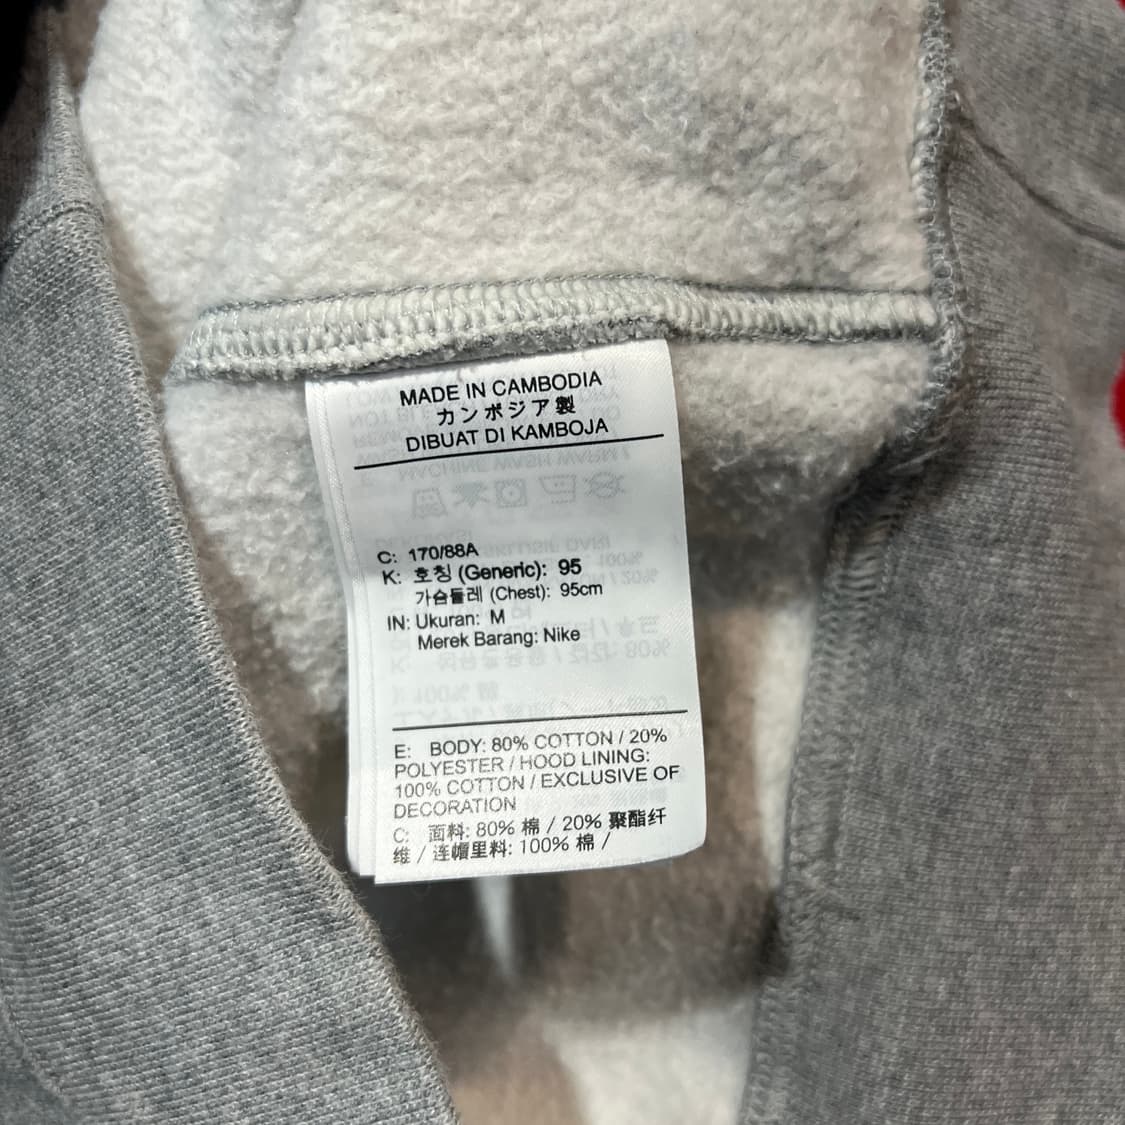 MADE IN CAMBODIA
カンボジア製
DIBUAT DI KAMBOJA
C: 170/88A
K: 호칭 (Generic): 95
가슴둘레 (Chest): 95cm
IN: Ukuran: M
Merek Barang: Nike
E: BODY: 80% COTTON / 20%
POLYESTER / HOOD LINING:
100% COTTON / EXCLUSIVE OF
DECORATION
C: 面料: 80% 棉 / 20% 聚酯纤
维 / 连帽里料: 100% 棉 /